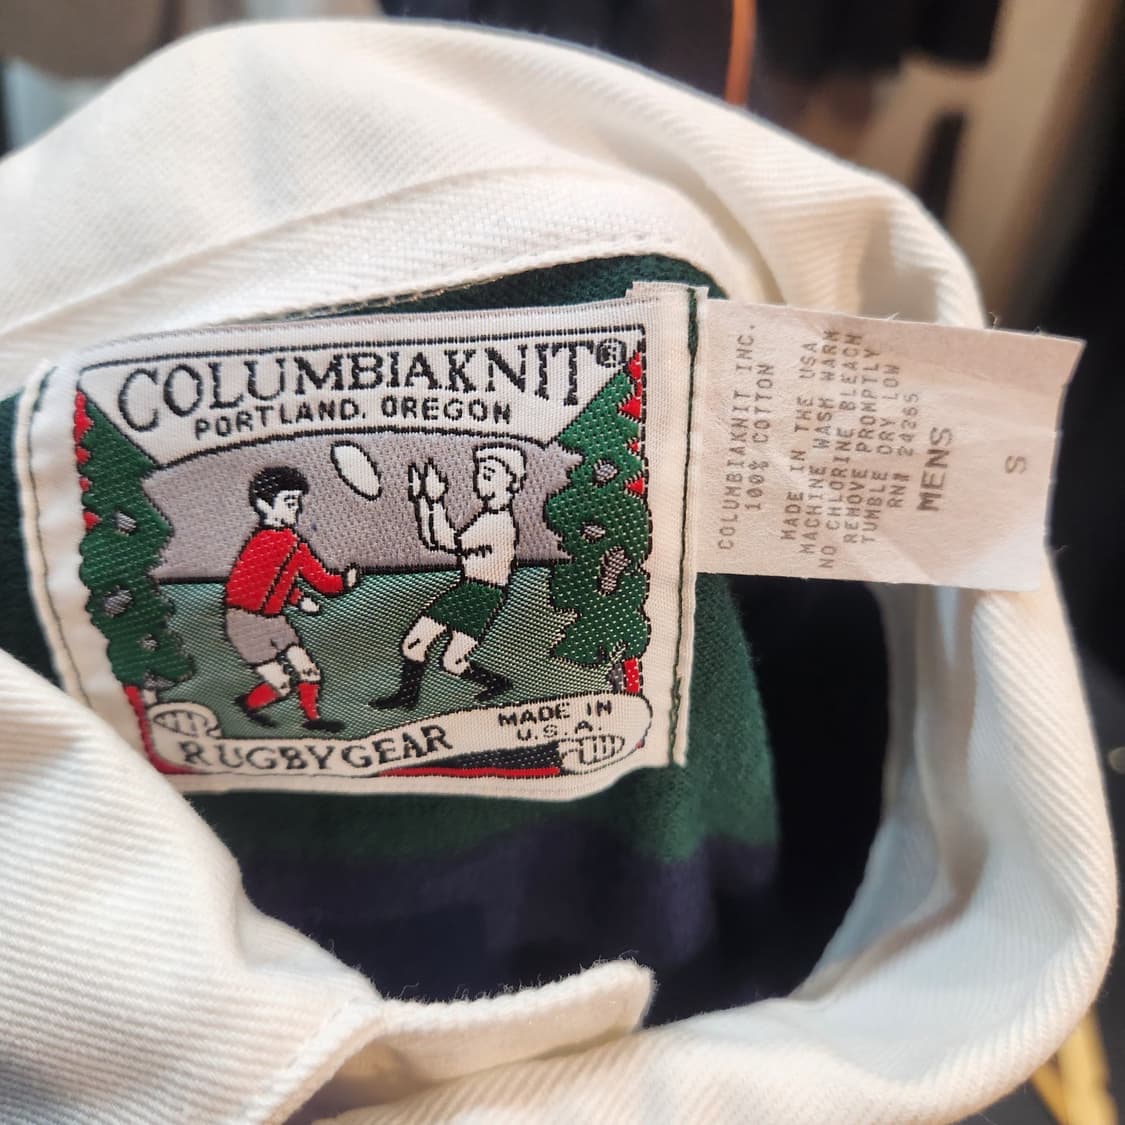 COLUMBIAKNIT®
PORTLAND, OREGON
RUGBYGEAR
MADE IN
U.S.A.
COLUMBIAKNIT INC.
100% COTTON
MADE IN THE USA
MACHINE WASH WARM
NO CHLORINE BLEACH
REMOVE PROMPTLY
TUMBLE DRY LOW
RN# 24265
MENS
S